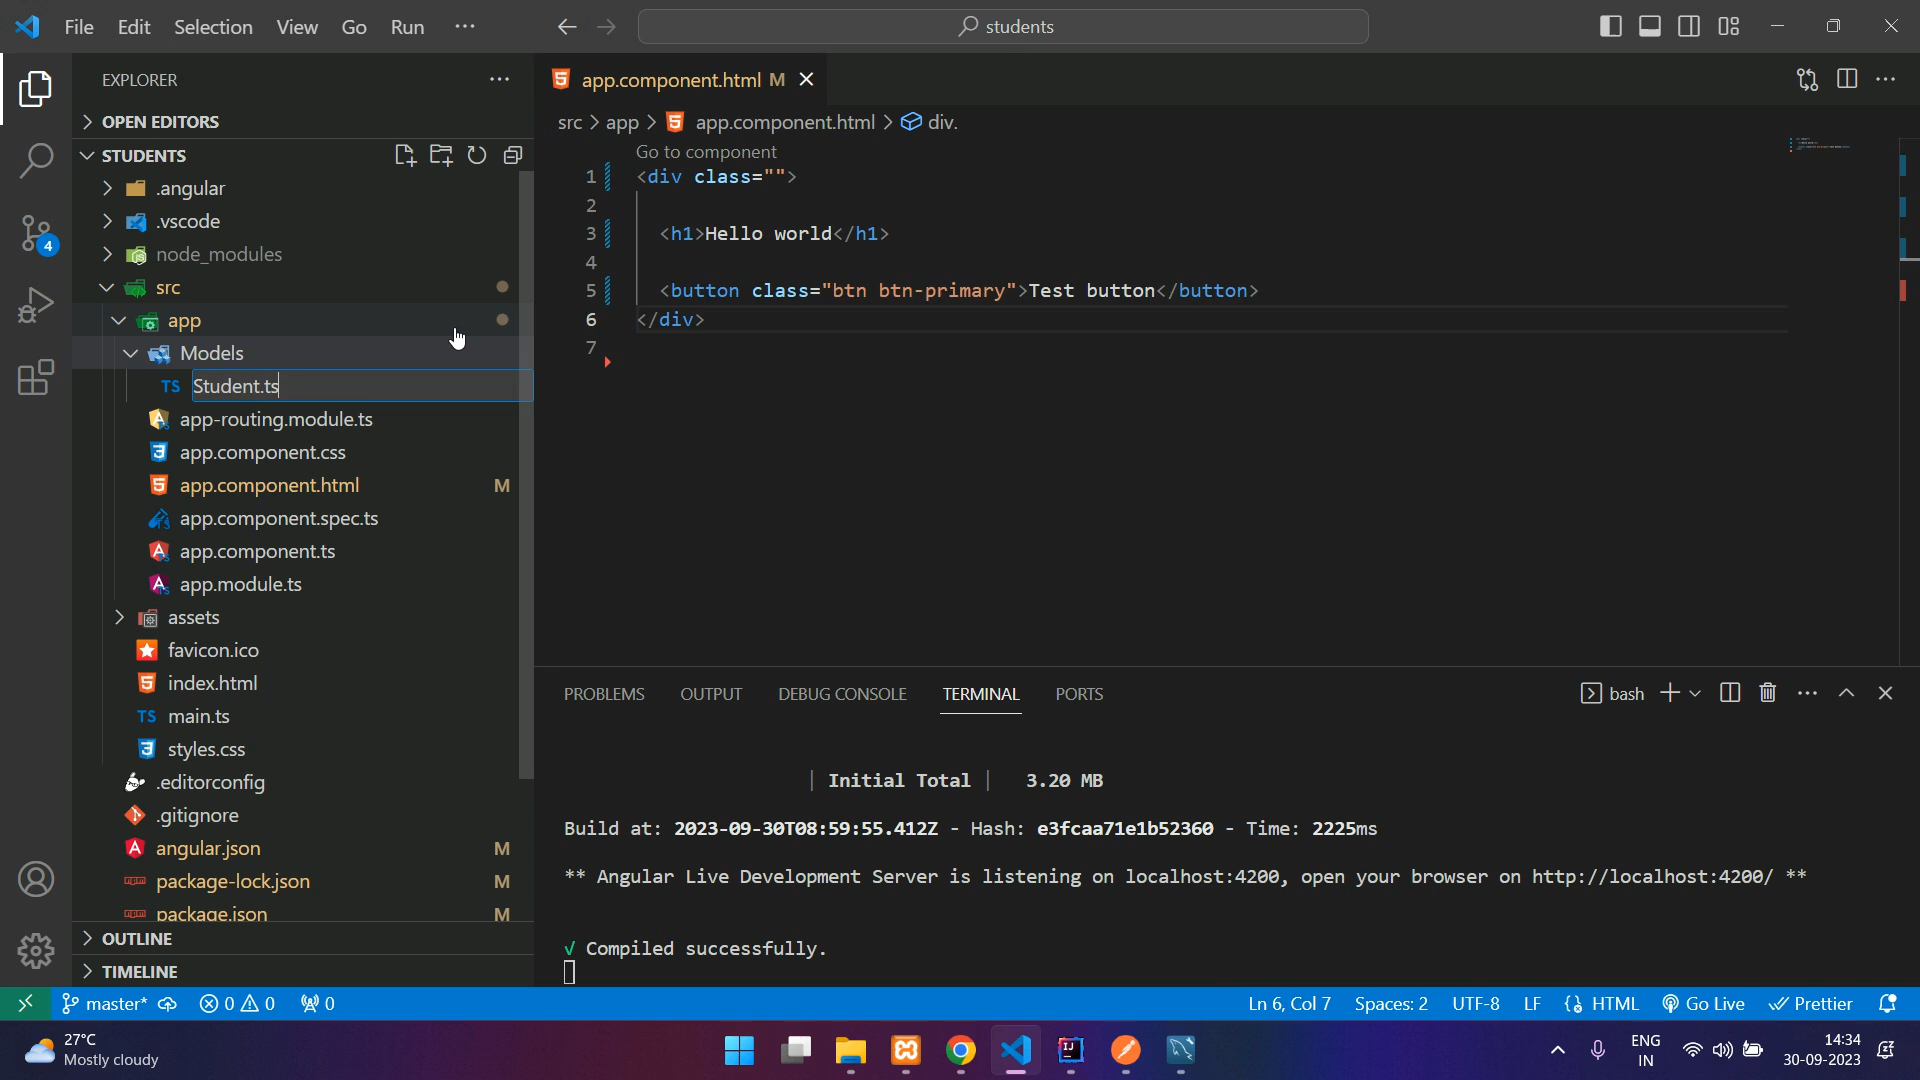 File Edit Selection View Go Run ···
students
EXPLORER
OPEN EDITORS
STUDENTS
.angular
.vscode
node_modules
src
app
Models
TS Student.ts
app-routing.module.ts
app.component.css
app.component.html M
app.component.spec.ts
app.component.ts
app.module.ts
assets
favicon.ico
index.html
TS main.ts
styles.css
.editorconfig
.gitignore
angular.json M
package-lock.json M
package.json M
OUTLINE
TIMELINE
4
app.component.html M
src > app > app.component.html > div.
Go to component
1 <div class="">
2
3 <h1>Hello world</h1>
4
5 <button class="btn btn-primary">Test button</button>
6 </div>
7
PROBLEMS OUTPUT DEBUG CONSOLE TERMINAL PORTS
bash
| Initial Total | 3.20 MB
Build at: 2023-09-30T08:59:55.412Z - Hash: e3fcaa71e1b52360 - Time: 2225ms
** Angular Live Development Server is listening on localhost:4200, open your browser on http://localhost:4200/ **
√ Compiled successfully.
master* 0 0 0 Ln 6, Col 7 Spaces: 2 UTF-8 LF {} HTML Go Live Prettier
27°C
Mostly cloudy
ENG
IN
14:34
30-09-2023